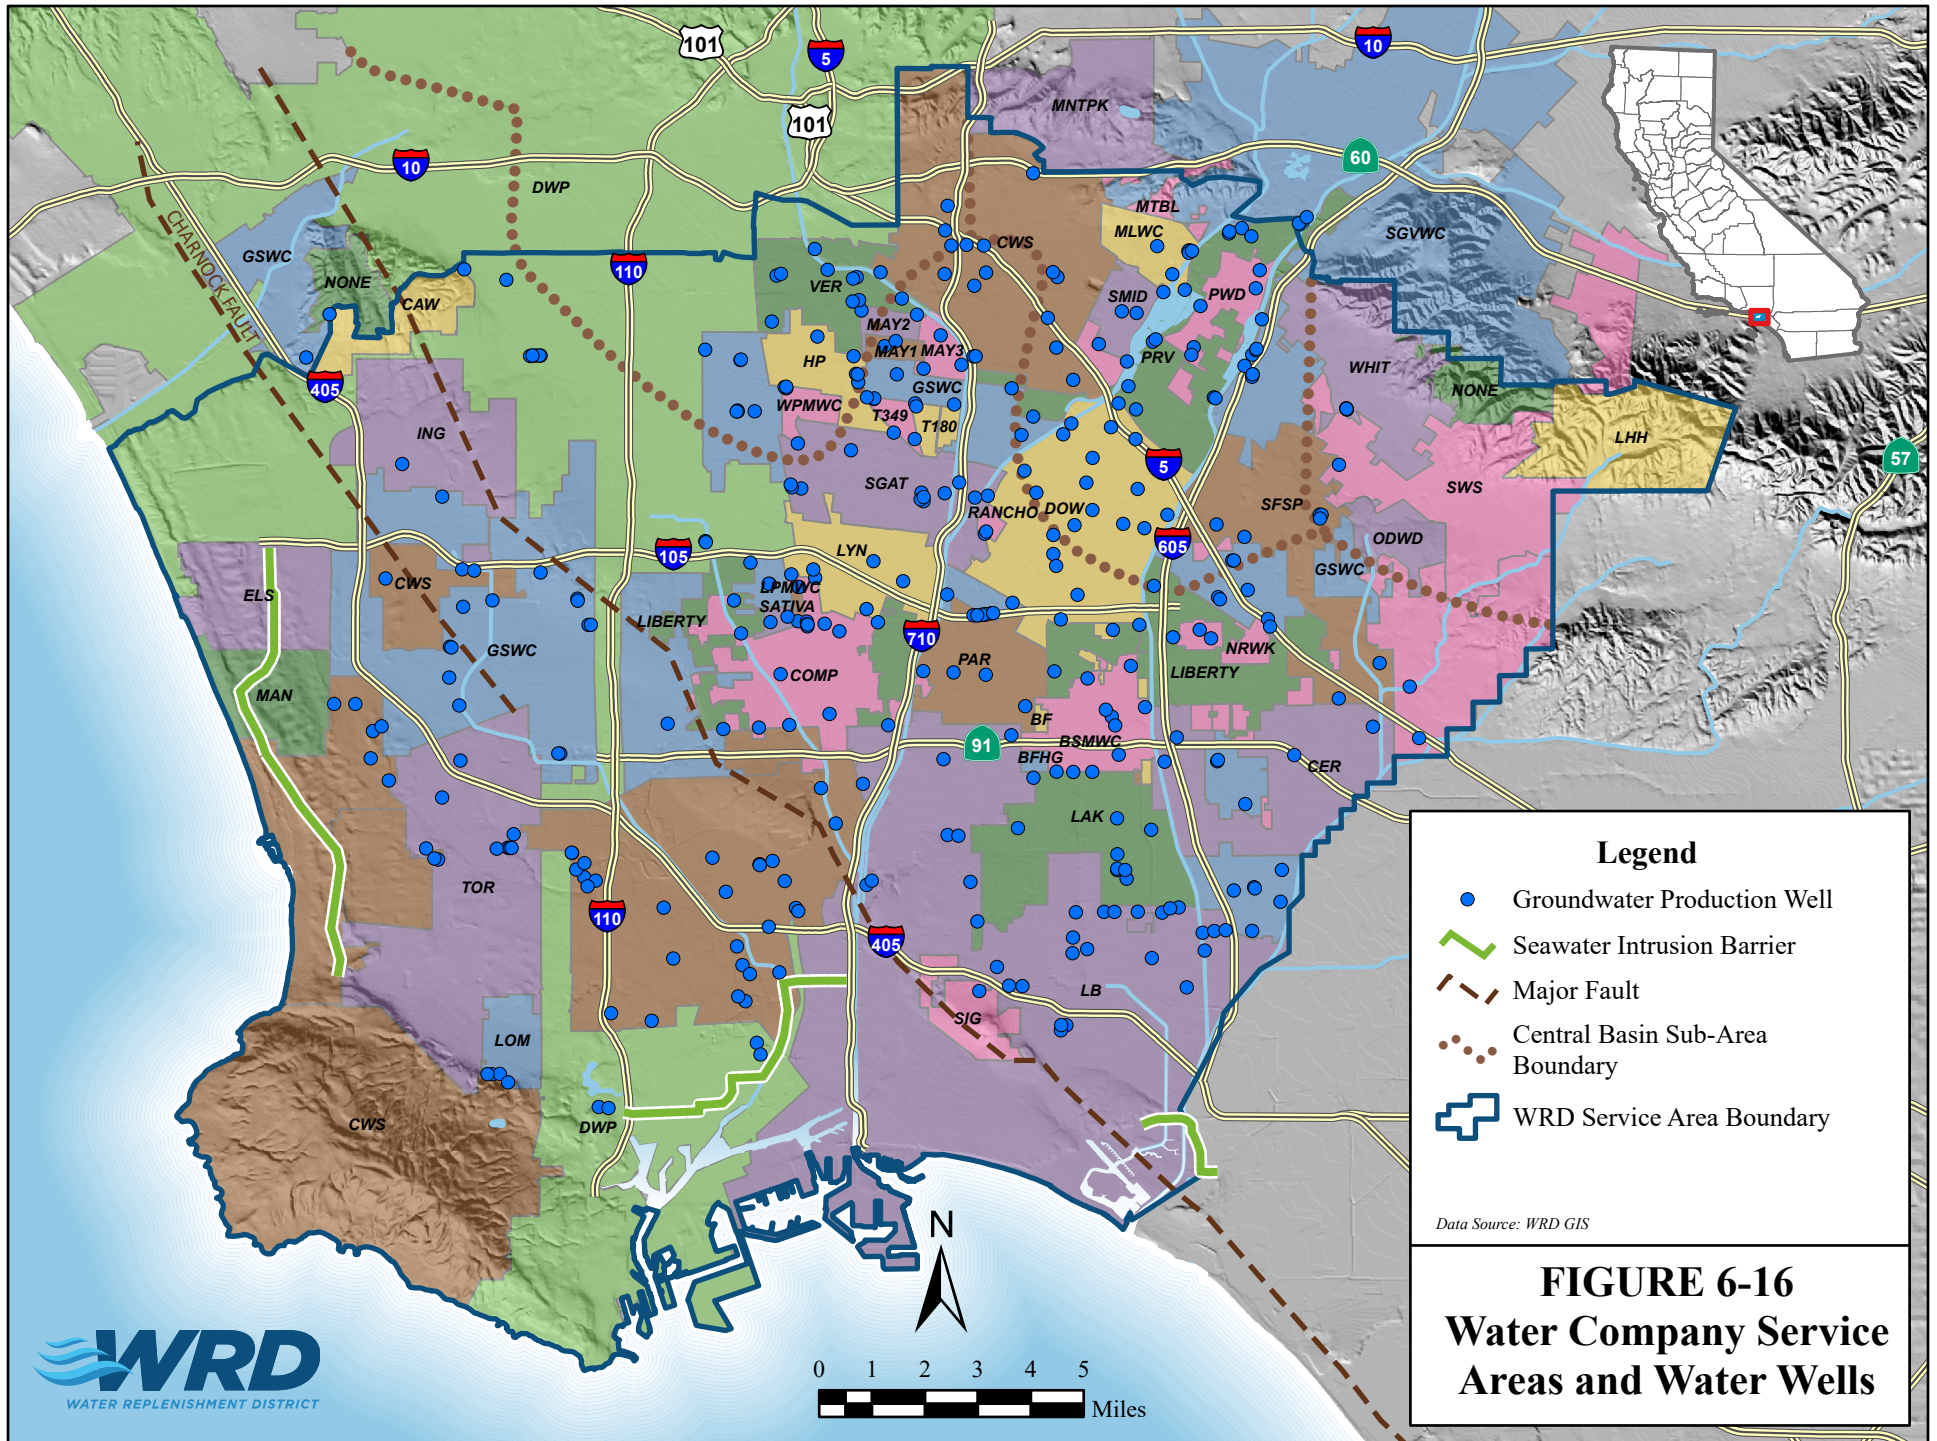 101
5
10
101
MNTPK
60
10
DWP
CHARNOCK FAULT
MTBL
MLWC
SGVWC
GSWC
NONE
110
CWS
VER
CAW
SMID
PWD
MAY2
MAY1
MAY3
HP
PRV
WHIT
405
GSWC
NONE
WPMWC
T349
T180
ING
LHH
57
5
SGAT
SWS
RANCHO
DOW
SFSP
ODWD
105
LYN
605
GSWC
CWS
LPMWC
ELS
SATIVA
LIBERTY
710
GSWC
NRWK
PAR
COMP
LIBERTY
MAN
BF
91
BSMWC
BFHG
CER
LAK
TOR
110
405
LB
SIG
LOM
CWS
DWP
Legend
Groundwater Production Well
Seawater Intrusion Barrier
Major Fault
Central Basin Sub-Area
Boundary
WRD Service Area Boundary
Data Source: WRD GIS
FIGURE 6-16
Water Company Service
Areas and Water Wells
N
0 1 2 3 4 5
Miles
WRD
WATER REPLENISHMENT DISTRICT